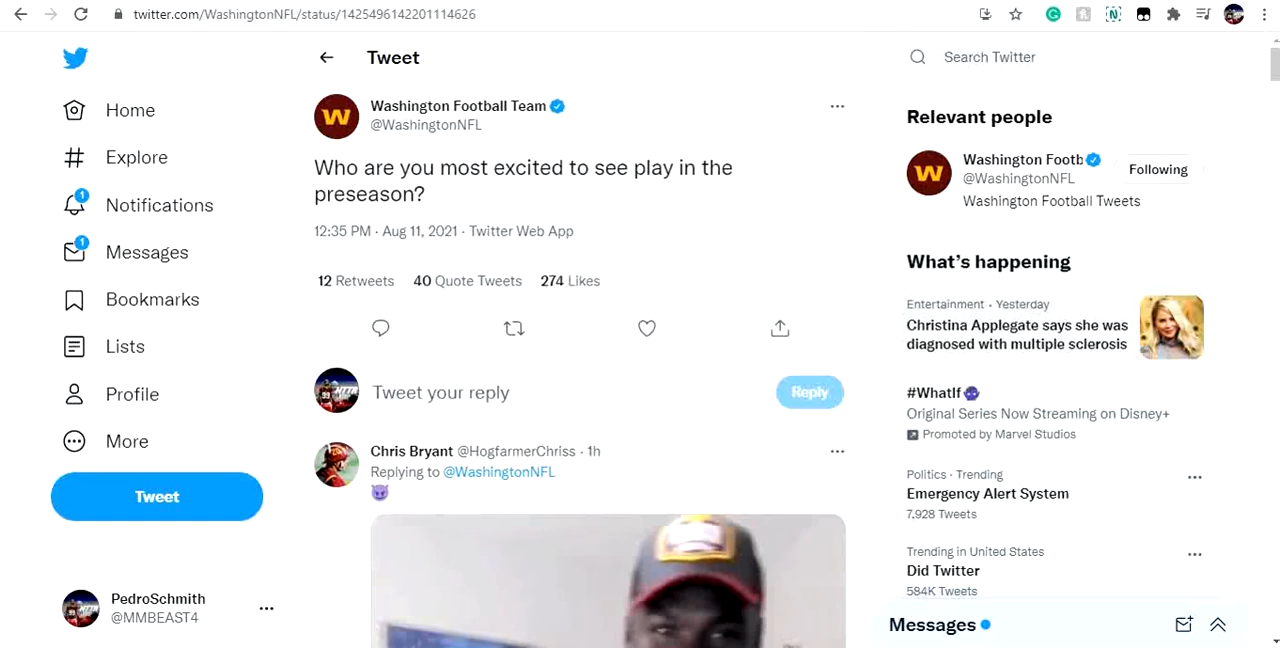 twitter.com/WashingtonNFL/status/1425496142201114626
Home
Explore
1
Notifications
1
Messages
Bookmarks
Lists
Profile
More
Tweet
PedroSchmith
@MMBEAST4
Tweet
W
Washington Football Team
@WashingtonNFL
Who are you most excited to see play in the
preseason?
12:35 PM · Aug 11, 2021 · Twitter Web App
12 Retweets 40 Quote Tweets 274 Likes
Tweet your reply
Reply
Chris Bryant @HogfarmerChriss · 1h
Replying to @WashingtonNFL
Search Twitter
Relevant people
W
Washington Footb
@WashingtonNFL
Following
Washington Football Tweets
What's happening
Entertainment · Yesterday
Christina Applegate says she was
diagnosed with multiple sclerosis
#WhatIf
Original Series Now Streaming on Disney+
Promoted by Marvel Studios
Politics · Trending
Emergency Alert System
7,928 Tweets
Trending in United States
Did Twitter
584K Tweets
Messages